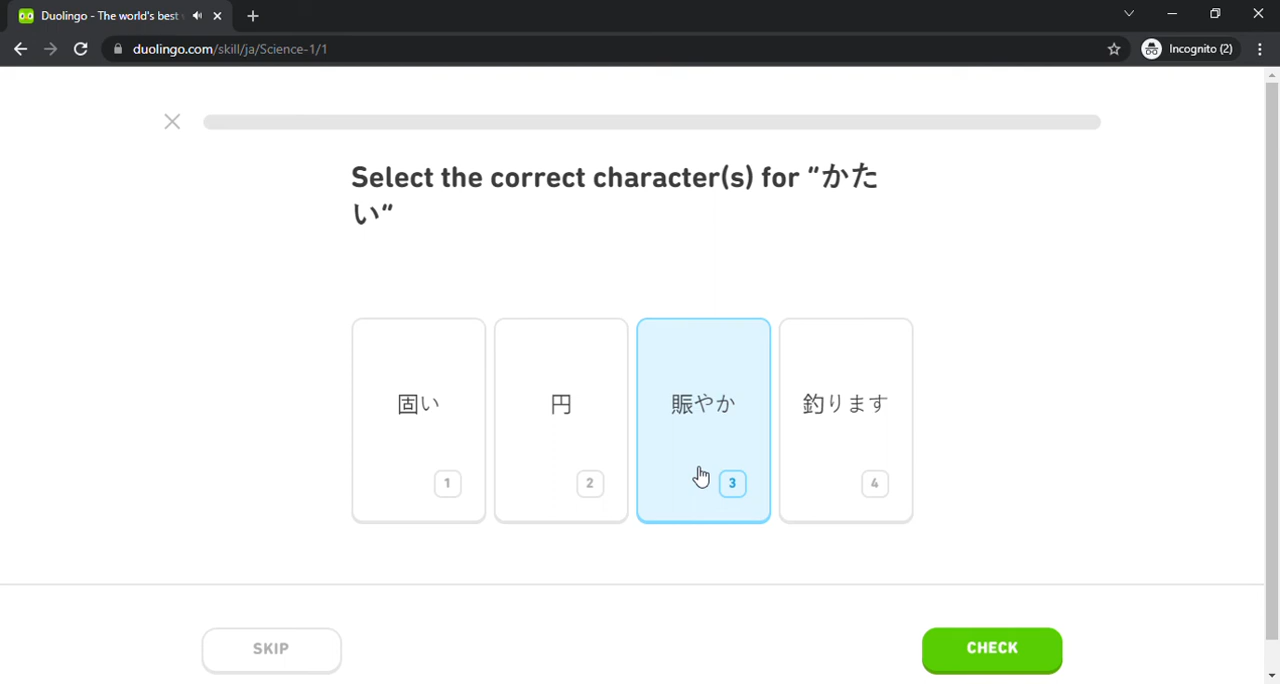 Duolingo - The world's best
duolingo.com/skill/ja/Science-1/1
Incognito (2)
Select the correct character(s) for "かた
い"
固い
円
賑やか
釣ります
1
2
3
4
SKIP
CHECK